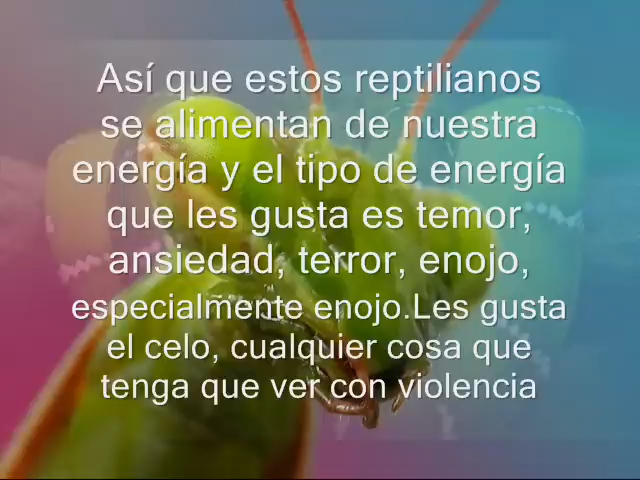 Así que estos reptilianos
se alimentan de nuestra
energía y el tipo de energía
que les gusta es temor,
ansiedad, terror, enojo,
especialmente enojo.Les gusta
el celo, cualquier cosa que
tenga que ver con violencia